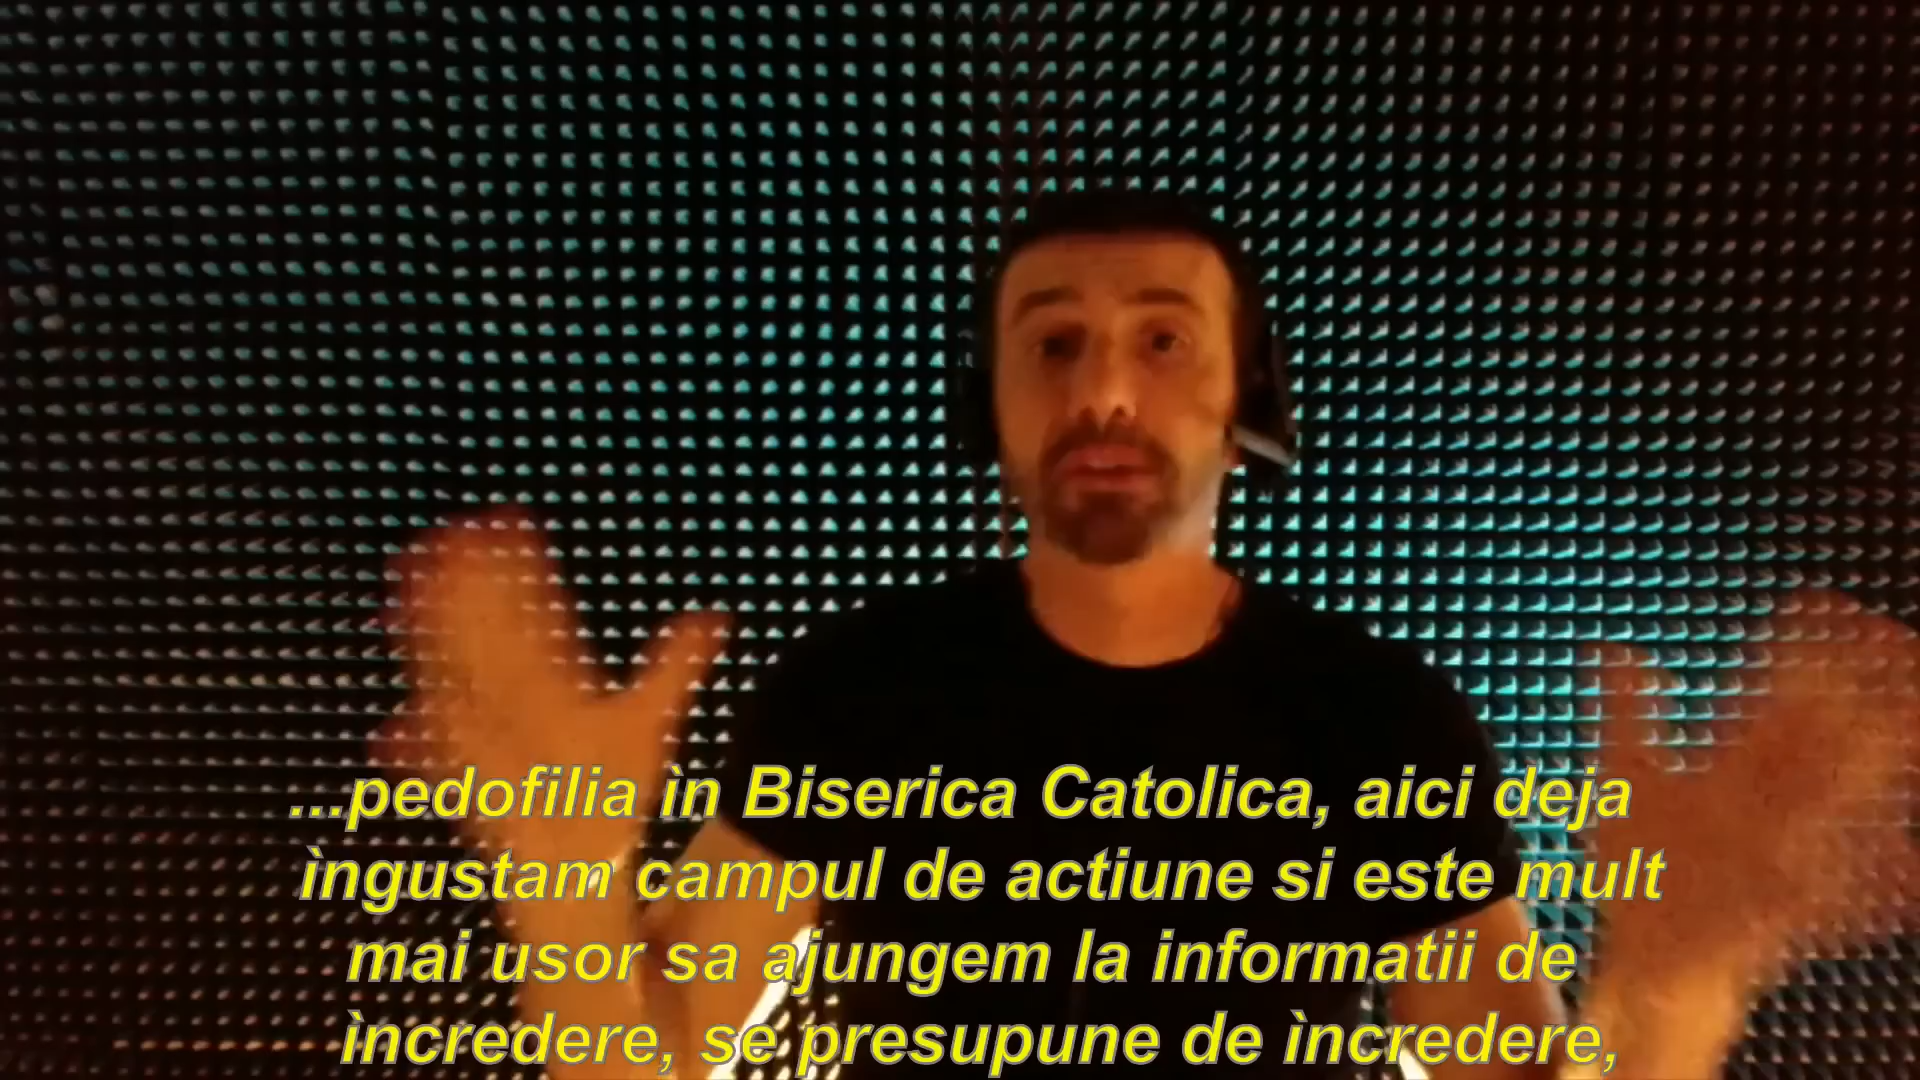 ...pedofilia ìn Biserica Catolica, aici deja
ìngustam campul de actiune si este mult
mai usor sa ajungem la informatii de
ìncredere, se presupune de ìncredere,